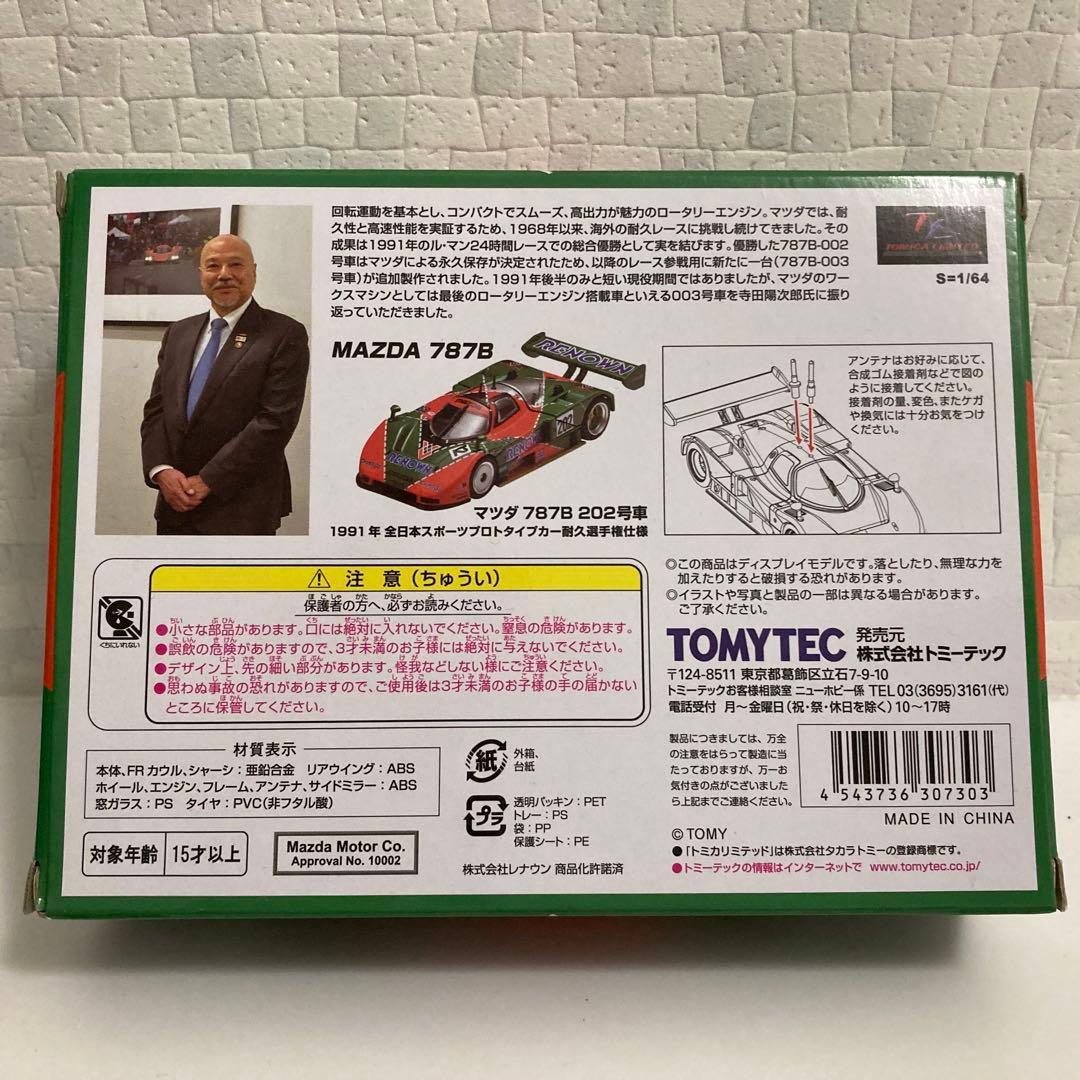 回転運動を基本とし、コンパクトでスムーズ、高出力が魅力のロータリーエンジン。マツダでは、耐
久性と高速性能を実証するため、1968年以来、海外の耐久レースに挑戦し続けてきました。その
成果は1991年のル・マン24時間レースでの総合優勝として実を結びます。優勝した787B-002
号車はマツダによる永久保存が決定されたため、以降のレース参戦用に新たに一台(787B-003
号車)が追加製作されました。1991年後半のみと短い現役期間ではありましたが、マツダのワー
クスマシンとしては最後のロータリーエンジン搭載車といえる003号車を寺田陽次郎氏に振り
返っていただきました。
TL
TOMICA LIMITED
S=1/64
MAZDA 787B
RENOWN
202
RENOWN
RENOWN
マツダ 787B 202号車
1991年 全日本スポーツプロトタイプカー耐久選手権仕様
アンテナはお好みに応じて、
合成ゴム接着剤などで図の
ように接着してください。
接着剤の量、変色、またケガ
や換気には十分お気をつけ
ください。
くちにいれない
⚠ 注 意(ちゅうい)
保護者の方へ、必ずお読みください。
●小さな部品があります。口には絶対に入れないでください。窒息の危険があります。
●誤飲の危険がありますので、3才未満のお子様には絶対に与えないでください。
●デザイン上、先の細い部分があります。怪我などしない様にご注意ください。
●思わぬ事故の恐れがありますので、ご使用後は3才未満のお子様の手の届かない
ところに保管してください。
◎この商品はディスプレイモデルです。落としたり、無理な力を
加えたりすると破損する恐れがあります。
◎イラストや写真と製品の一部は異なる場合があります。
ご了承ください。
TOMYTEC 発売元 株式会社トミーテック
〒124-8511 東京都葛飾区立石7-9-10
トミーテックお客様相談室 ニューホビー係 TEL 03(3695)3161(代)
電話受付 月～金曜日(祝・祭・休日を除く)10～17時
材質表示
本体、FRカウル、シャーシ:亜鉛合金 リアウイング:ABS
ホイール、エンジン、フレーム、アンテナ、サイドミラー:ABS
窓ガラス:PS タイヤ:PVC(非フタル酸)
対象年齢 15才以上
Mazda Motor Co.
Approval No. 10002
紙
外箱、
台紙
プラ
透明パッキン:PET
トレー:PS
袋:PP
保護シート:PE
株式会社レナウン 商品化許諾済
製品につきましては、万全
の注意をはらって製造に当
たっておりますが、万一お
気付きの点がございました
ら上記までご連絡ください。
4 543736 307303
MADE IN CHINA
©TOMY
●「トミカリミテッド」は株式会社タカラトミーの登録商標です。
●トミーテックの情報はインターネットで www.tomytec.co.jp/